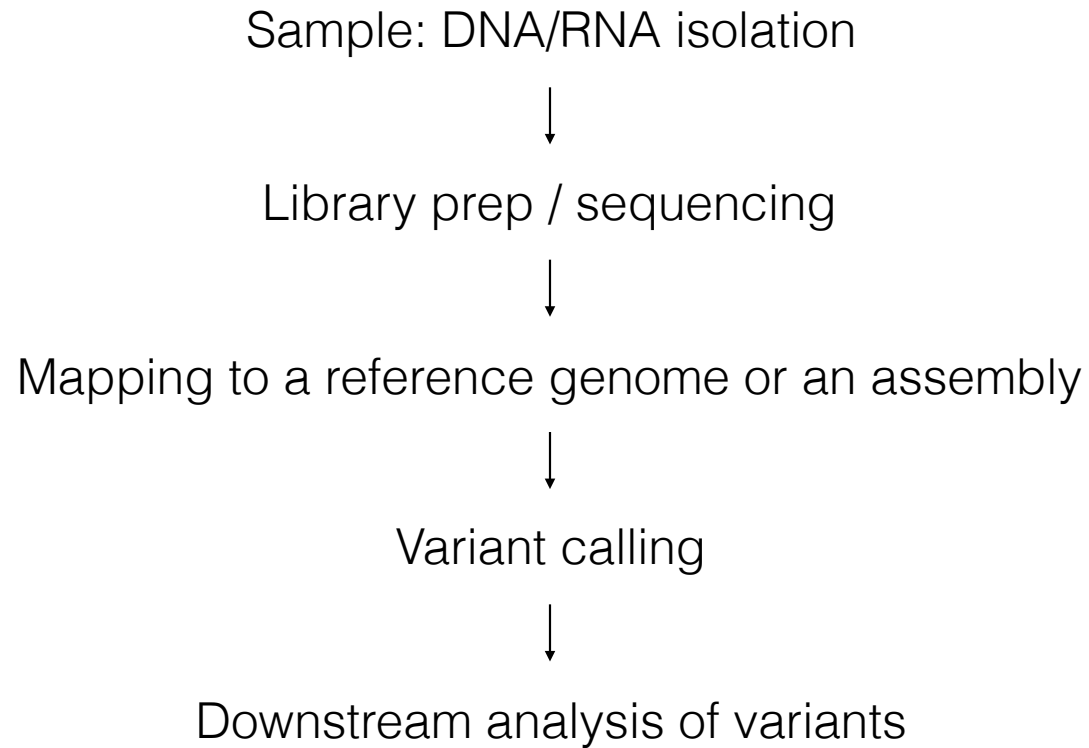 Sample: DNA/RNA isolation
Library prep / sequencing
Mapping to a reference genome or an assembly
Variant calling
Downstream analysis of variants